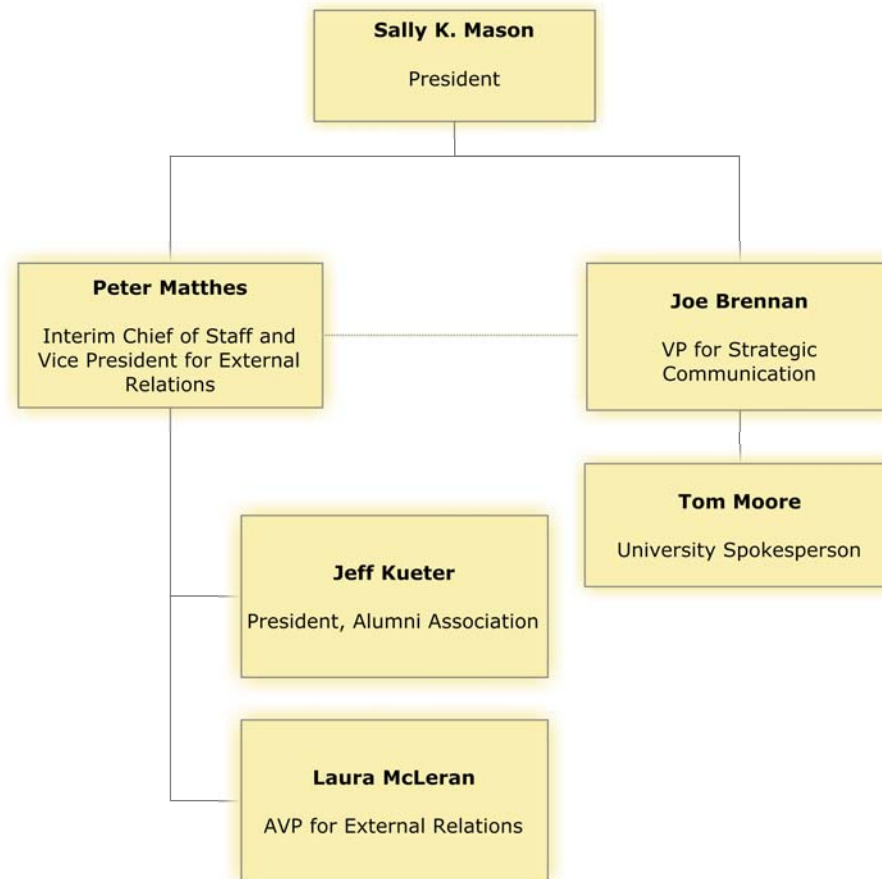 Sally K. Mason
President
Peter Matthes
Interim Chief of Staff and
Vice President for External
Relations
Joe Brennan
VP for Strategic
Communication
Tom Moore
University Spokesperson
Jeff Kueter
President, Alumni Association
Laura McLeran
AVP for External Relations